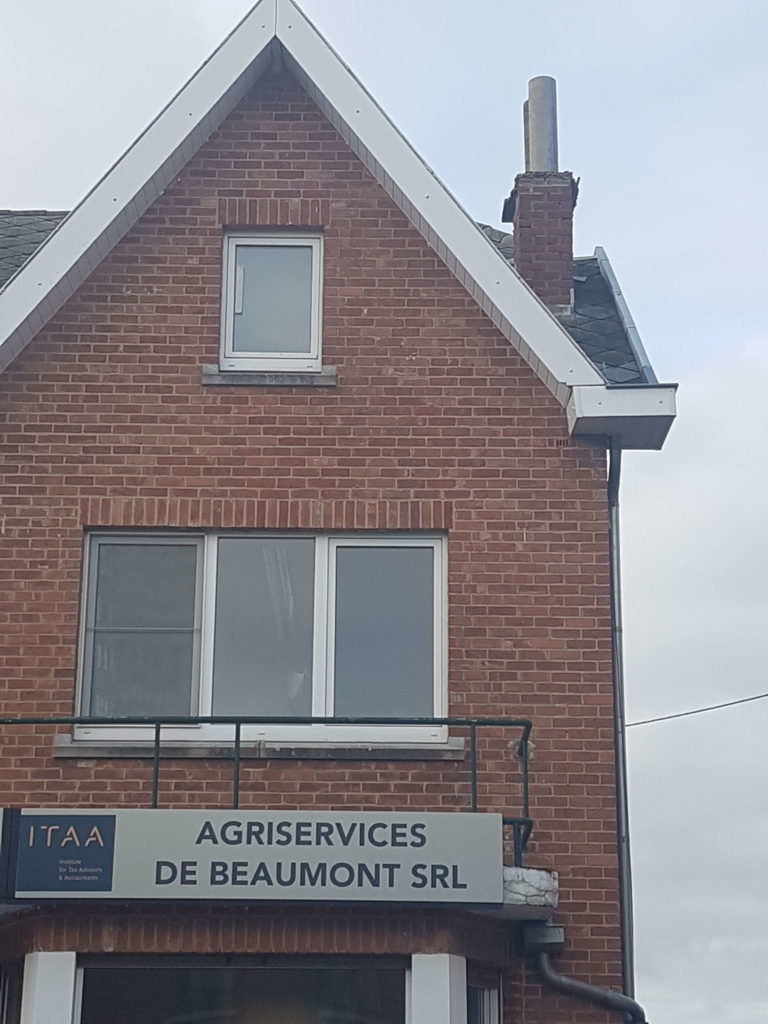 ITAA
Institute
for Tax Advisors
& Accountants
AGRISERVICES
DE BEAUMONT SRL